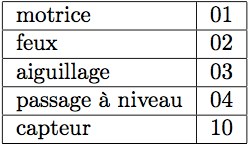 motrice 01
feux 02
aiguillage 03
passage à niveau 04
capteur 10